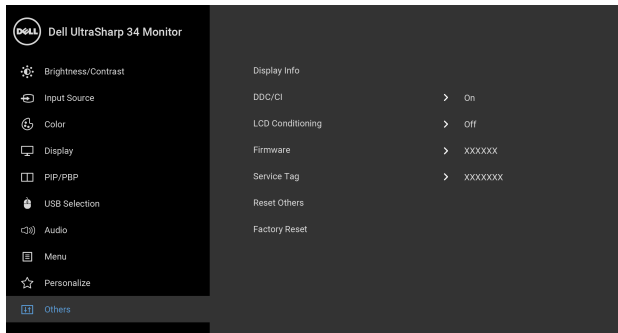 DELL Dell UltraSharp 34 Monitor
Brightness/Contrast
Input Source
Color
Display
PIP/PBP
USB Selection
Audio
Menu
Personalize
Others
Display Info
DDC/CI > On
LCD Conditioning > Off
Firmware > XXXXXX
Service Tag > XXXXXXX
Reset Others
Factory Reset